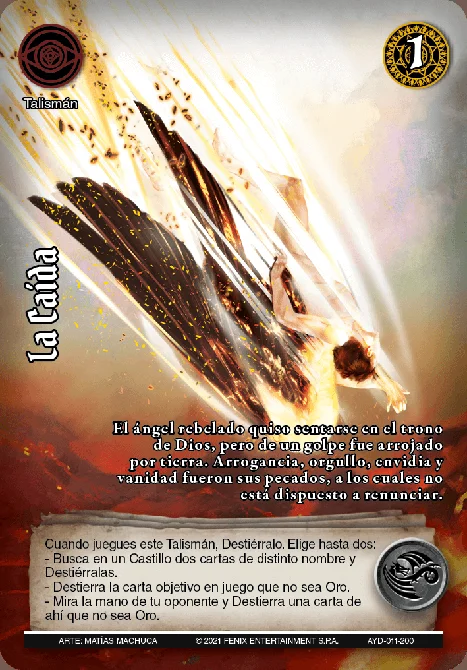 1
Talismán
La Caída
El ángel rebelado quiso sentarse en el trono
de Dios, pero de un golpe fue arrojado
por tierra. Arrogancia, orgullo, envidia y
vanidad fueron sus pecados, a los cuales no
está dispuesto a renunciar.
Cuando juegues este Talismán, Destiérralo. Elige hasta dos:
- Busca en un Castillo dos cartas de distinto nombre y
Destiérralas.
- Destierra la carta objetivo en juego que no sea Oro.
- Mira la mano de tu oponente y Destierra una carta de
ahí que no sea Oro.
ARTE: MATÍAS MACHUCA © 2021 FENIX ENTERTAINMENT S.R.A. AYD-011-200